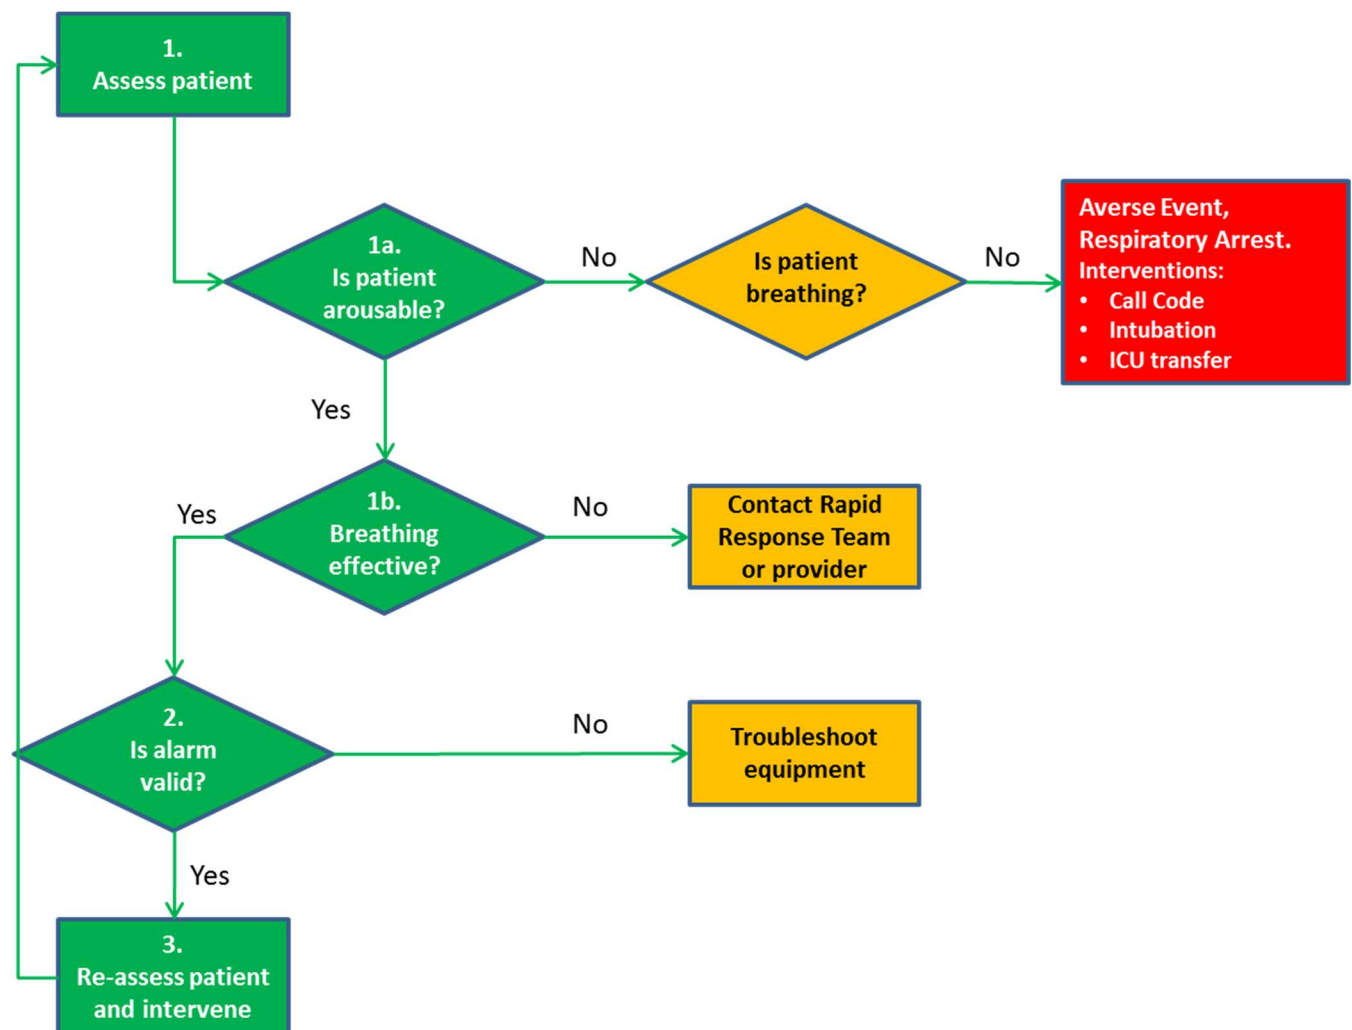 1.
Assess patient
1a.
Is patient
arousable?
No
Is patient
breathing?
No
Averse Event,
Respiratory Arrest.
Interventions:
• Call Code
• Intubation
• ICU transfer
Yes
1b.
Breathing
effective?
Yes
No
Contact Rapid
Response Team
or provider
2.
Is alarm
valid?
No
Troubleshoot
equipment
Yes
3.
Re-assess patient
and intervene